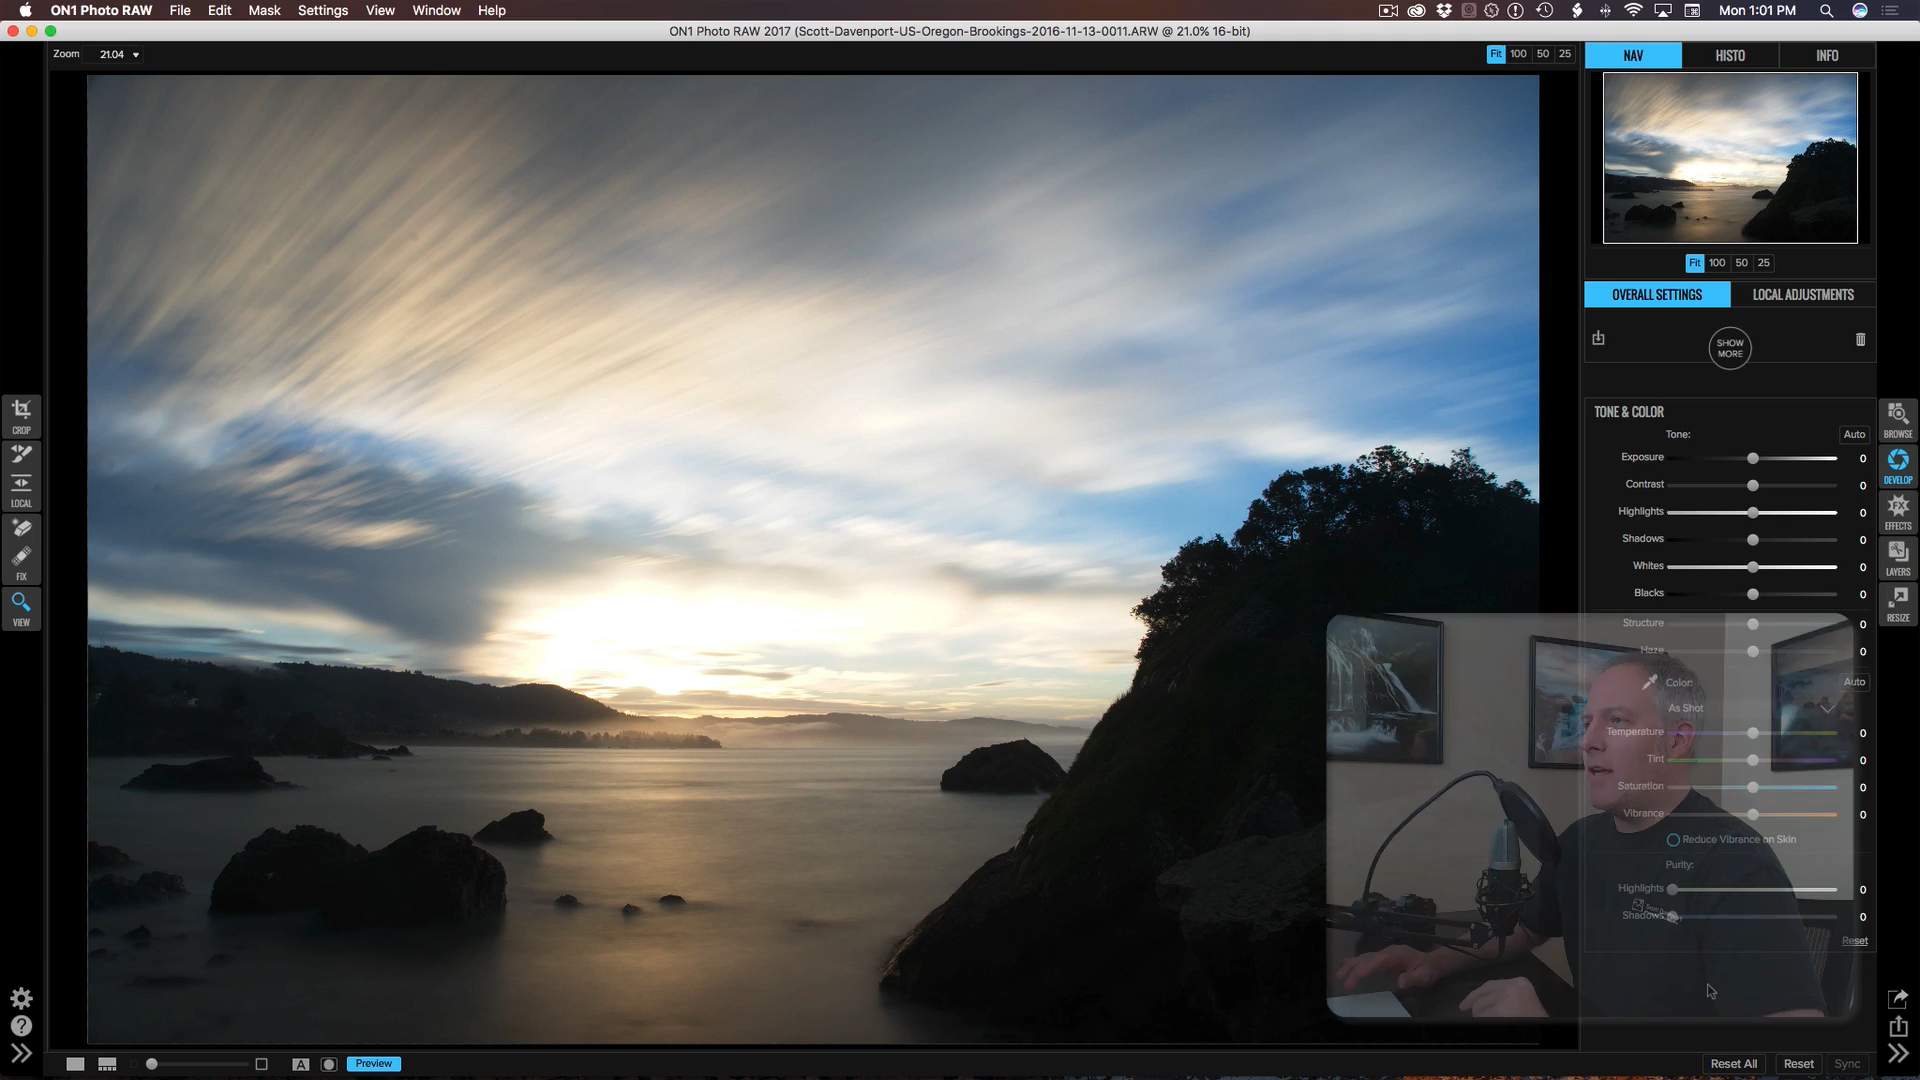 ON1 Photo RAW File Edit Mask Settings View Window Help Mon 1:01 PM
ON1 Photo RAW 2017 (Scott-Davenport-US-Oregon-Brookings-2016-11-13-0011.ARW @ 21.0% 16-bit)
Zoom 21.04 Fit 100 50 25
NAV HISTO INFO
Fit 100 50 25
OVERALL SETTINGS LOCAL ADJUSTMENTS
SHOW
MORE
TONE & COLOR
Tone: Auto
Exposure 0
Contrast 0
Highlights 0
Shadows 0
Whites 0
Blacks 0
Structure 0
Haze 0
Color: Auto
As Shot
Temperature 0
Tint 0
Saturation 0
Vibrance 0
Reduce Vibrance on Skin
Purity:
Highlights 0
Shadows 0
Reset
CROP
LOCAL
FIX
VIEW
BROWSE
DEVELOP
FX
EFFECTS
LAYERS
RESIZE
?
A Preview Reset All Reset Sync